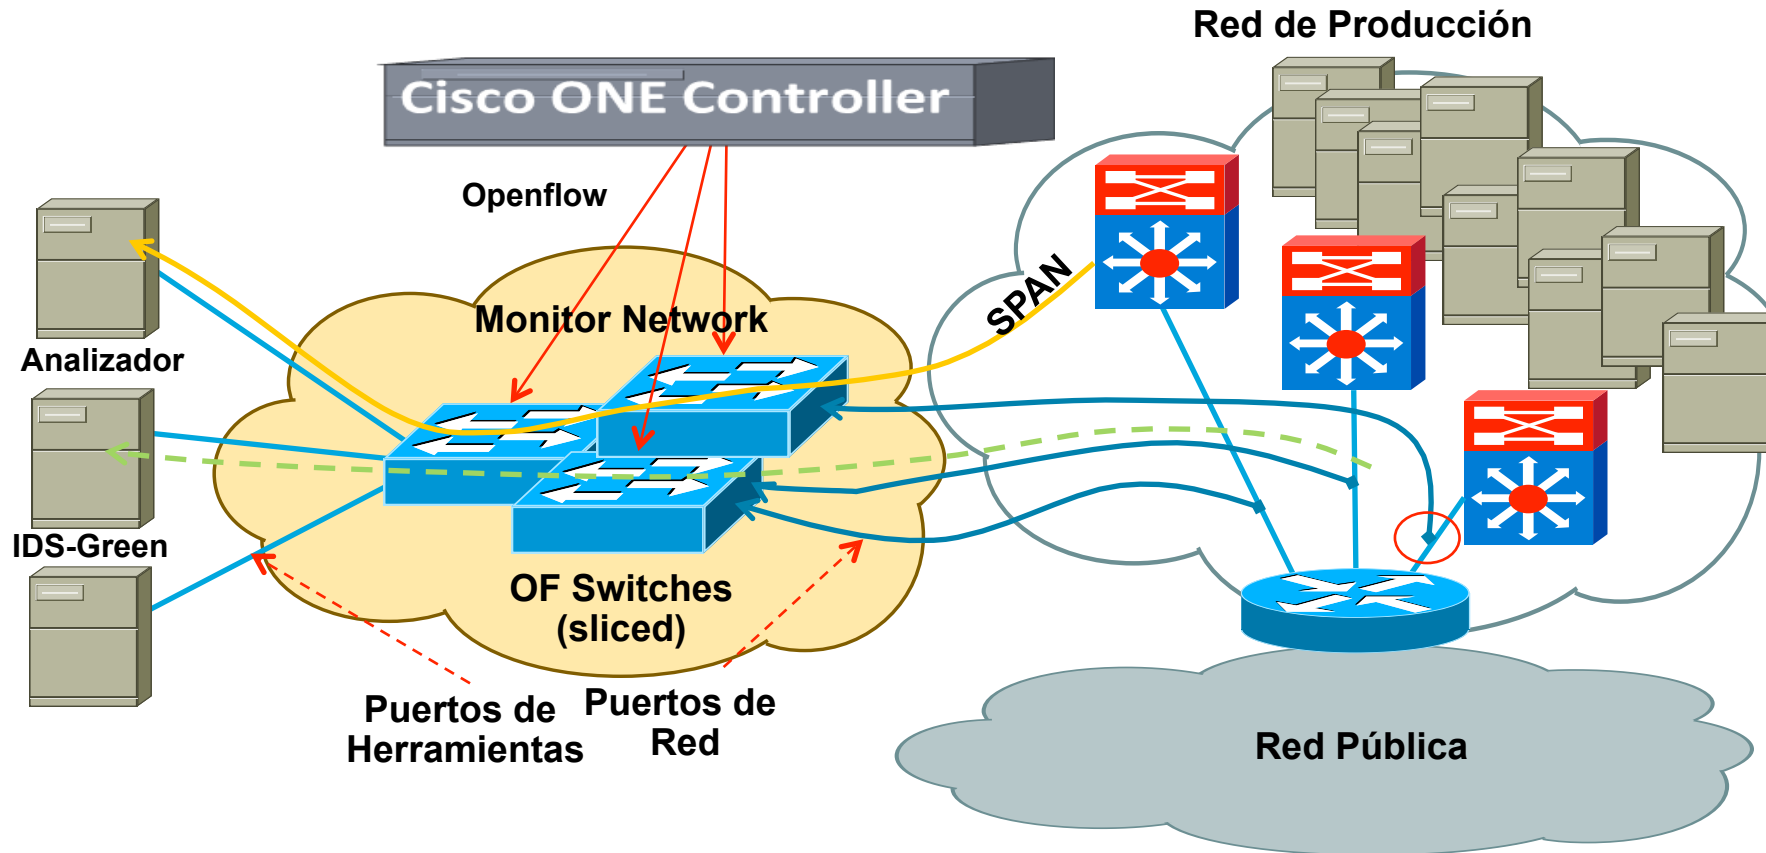 Red de Producción
Cisco ONE Controller
Openflow
SPAN
Monitor Network
Analizador
IDS-Green
OF Switches
(sliced)
Puertos de
Herramientas
Puertos de
Red
Red Pública